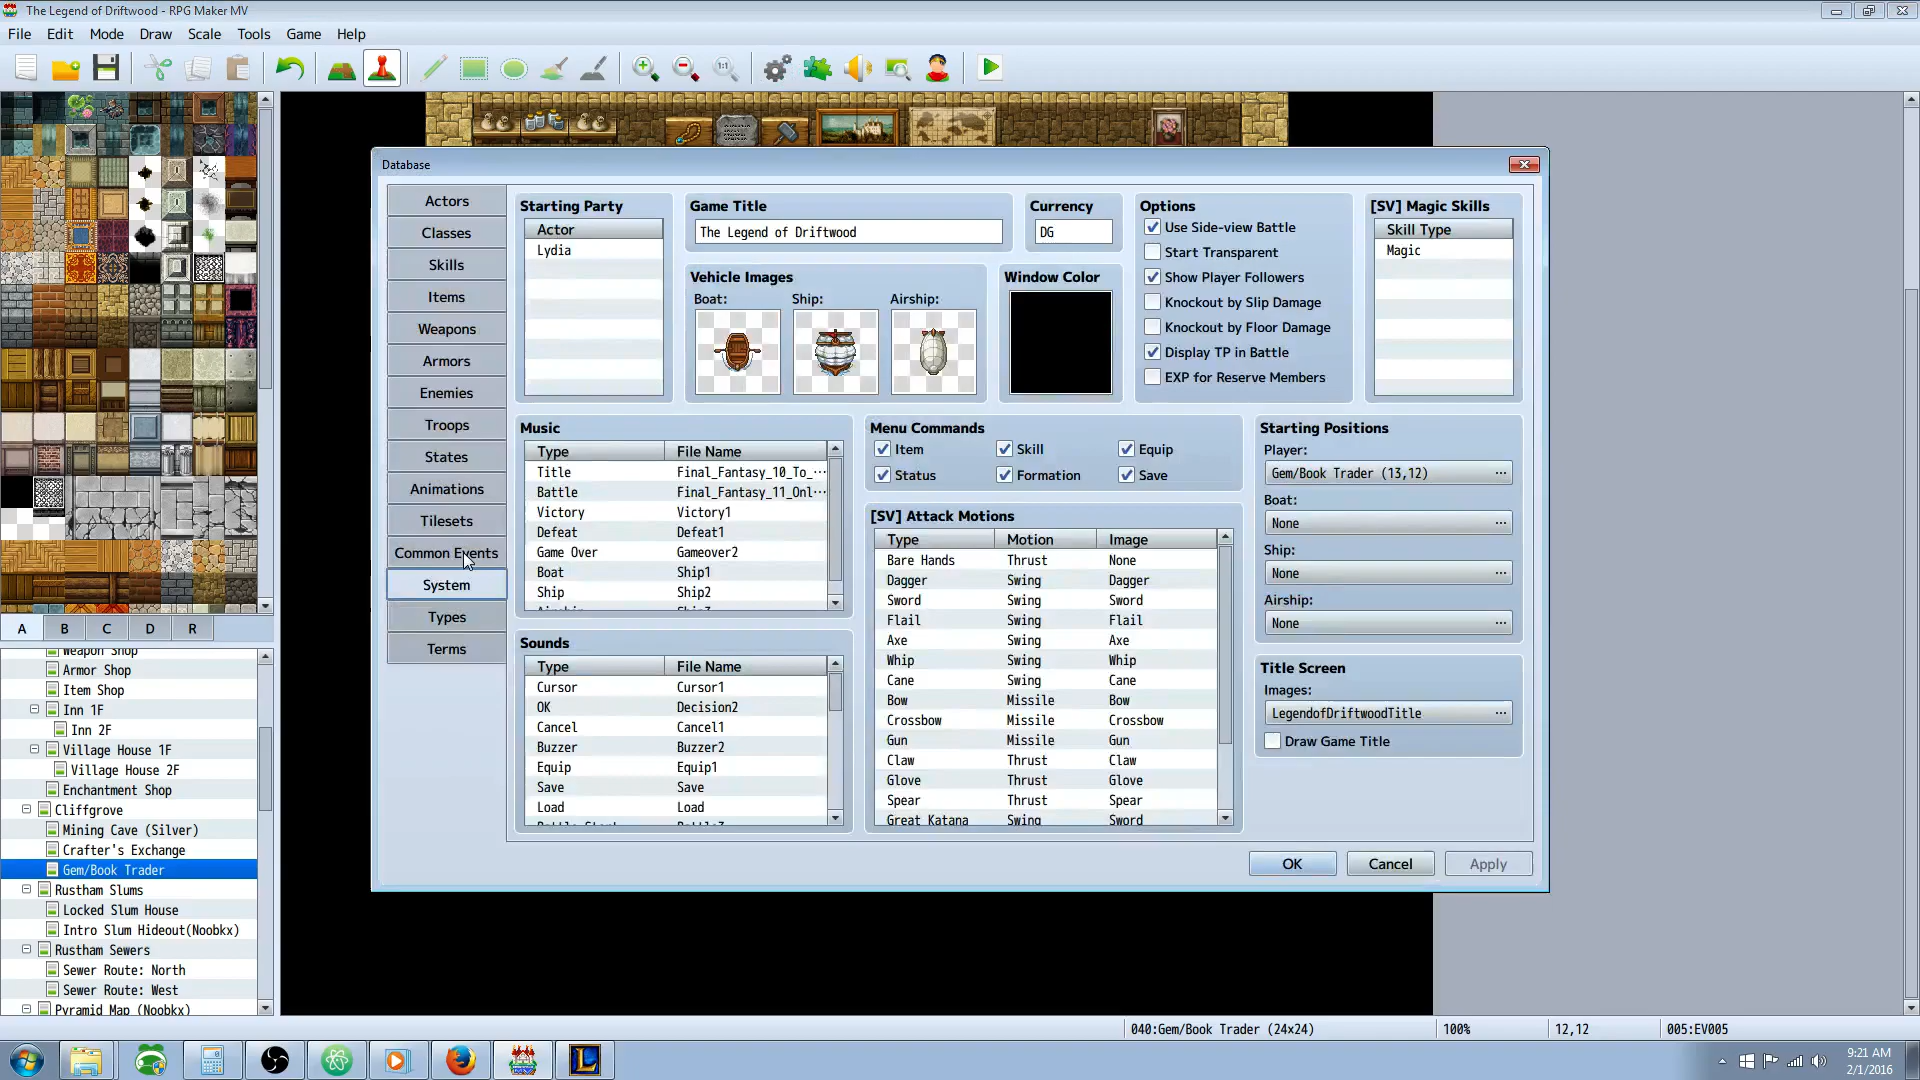 The Legend of Driftwood - RPG Maker MV
File Edit Mode Draw Scale Tools Game Help
1:1
Database
Actors
Classes
Skills
Items
Weapons
Armors
Enemies
Troops
States
Animations
Tilesets
Common Events
System
Types
Terms
Starting Party
Actor
Lydia
Game Title
The Legend of Driftwood
Currency
DG
Vehicle Images
Boat: Ship: Airship:
Window Color
Options
Use Side-view Battle
Start Transparent
Show Player Followers
Knockout by Slip Damage
Knockout by Floor Damage
Display TP in Battle
EXP for Reserve Members
[SV] Magic Skills
Skill Type
Magic
Music
Type File Name
Title Final_Fantasy_10_To_···
Battle Final_Fantasy_11_Onl···
Victory Victory1
Defeat Defeat1
Game Over Gameover2
Boat Ship1
Ship Ship2
Airship Ship3
Menu Commands
Item Skill Equip
Status Formation Save
[SV] Attack Motions
Type Motion Image
Bare Hands Thrust None
Dagger Swing Dagger
Sword Swing Sword
Flail Swing Flail
Axe Swing Axe
Whip Swing Whip
Cane Swing Cane
Bow Missile Bow
Crossbow Missile Crossbow
Gun Missile Gun
Claw Thrust Claw
Glove Thrust Glove
Spear Thrust Spear
Great Katana Swing Sword
Starting Positions
Player:
Gem/Book Trader (13,12) ···
Boat:
None ···
Ship:
None ···
Airship:
None ···
Title Screen
Images:
LegendofDriftwoodTitle ···
Draw Game Title
Sounds
Type File Name
Cursor Cursor1
OK Decision2
Cancel Cancel1
Buzzer Buzzer2
Equip Equip1
Save Save
Load Load
Battle Start Battle3
OK Cancel Apply
A B C D R
Weapon Shop
Armor Shop
Item Shop
Inn 1F
Inn 2F
Village House 1F
Village House 2F
Enchantment Shop
Cliffgrove
Mining Cave (Silver)
Crafter's Exchange
Gem/Book Trader
Rustham Slums
Locked Slum House
Intro Slum Hideout(Noobkx)
Rustham Sewers
Sewer Route: North
Sewer Route: West
Pyramid Map (Noobkx)
040:Gem/Book Trader (24x24) 100% 12,12 005:EV005
L
9:21 AM
2/1/2016